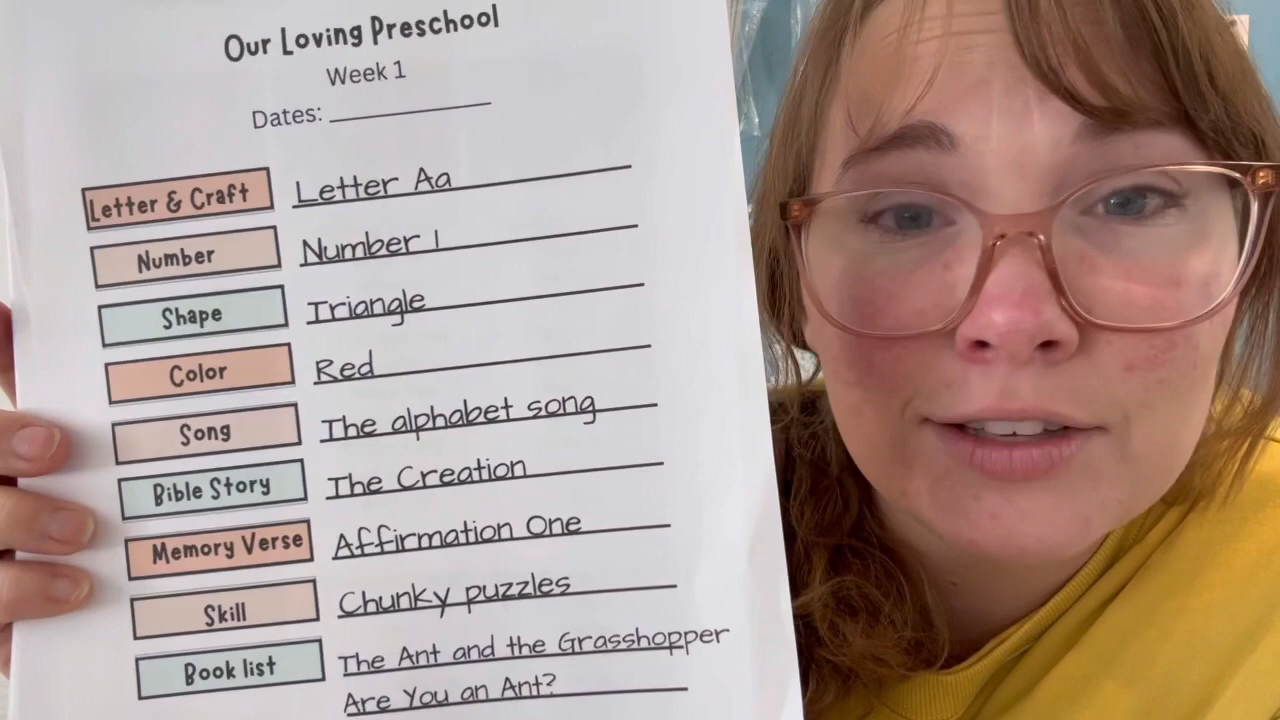 Our Loving Preschool
Week 1
Dates:
Letter & Craft Letter Aa
Number Number 1
Shape Triangle
Color Red
Song The alphabet song
Bible Story The Creation
Memory Verse Affirmation One
Skill Chunky puzzles
Book list The Ant and the Grasshopper
Are You an Ant?